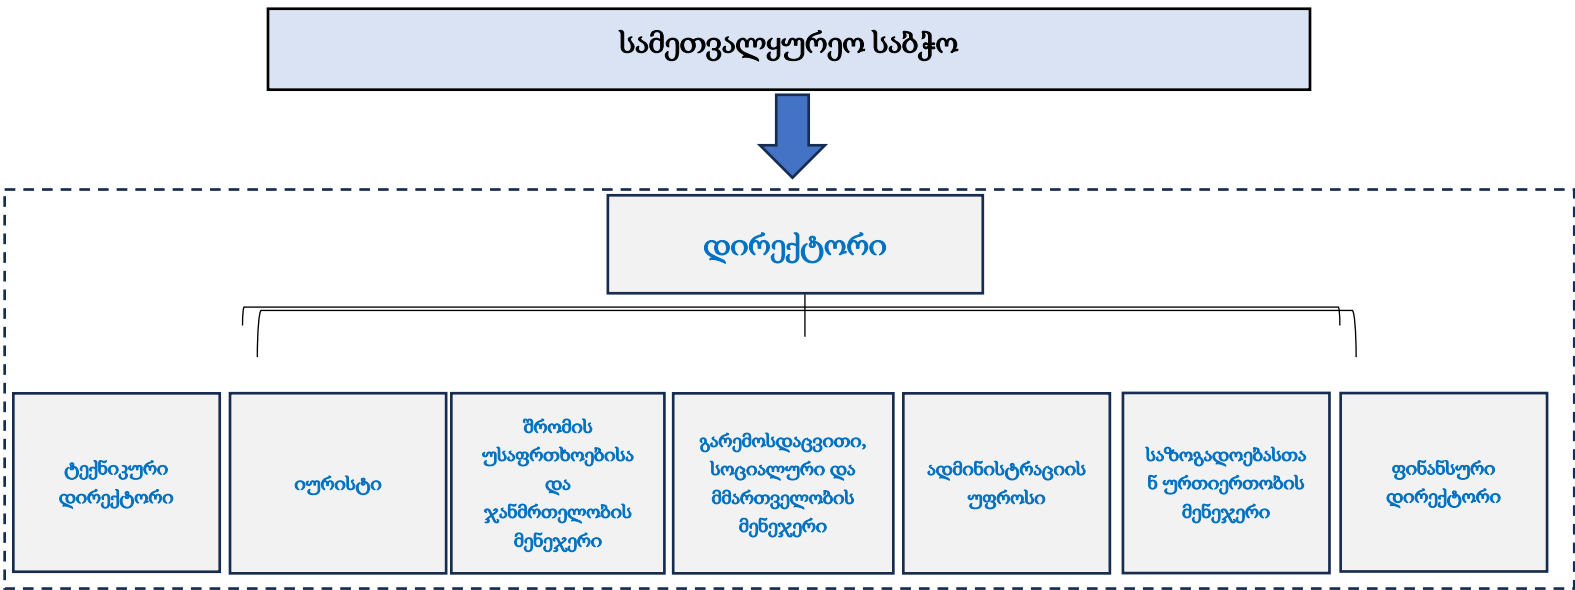 სამეთვალყურეო საბჭო
დირექტორი
ტექნიკური
დირექტორი
იურისტი
შრომის
უსაფრთხოებისა
და
ჯანმრთელობის
მენეჯერი
გარემოსდაცვითი,
სოციალური და
მმართველობის
მენეჯერი
ადმინისტრაციის
უფროსი
საზოგადოებასთა
ნ ურთიერთობის
მენეჯერი
ფინანსური
დირექტორი